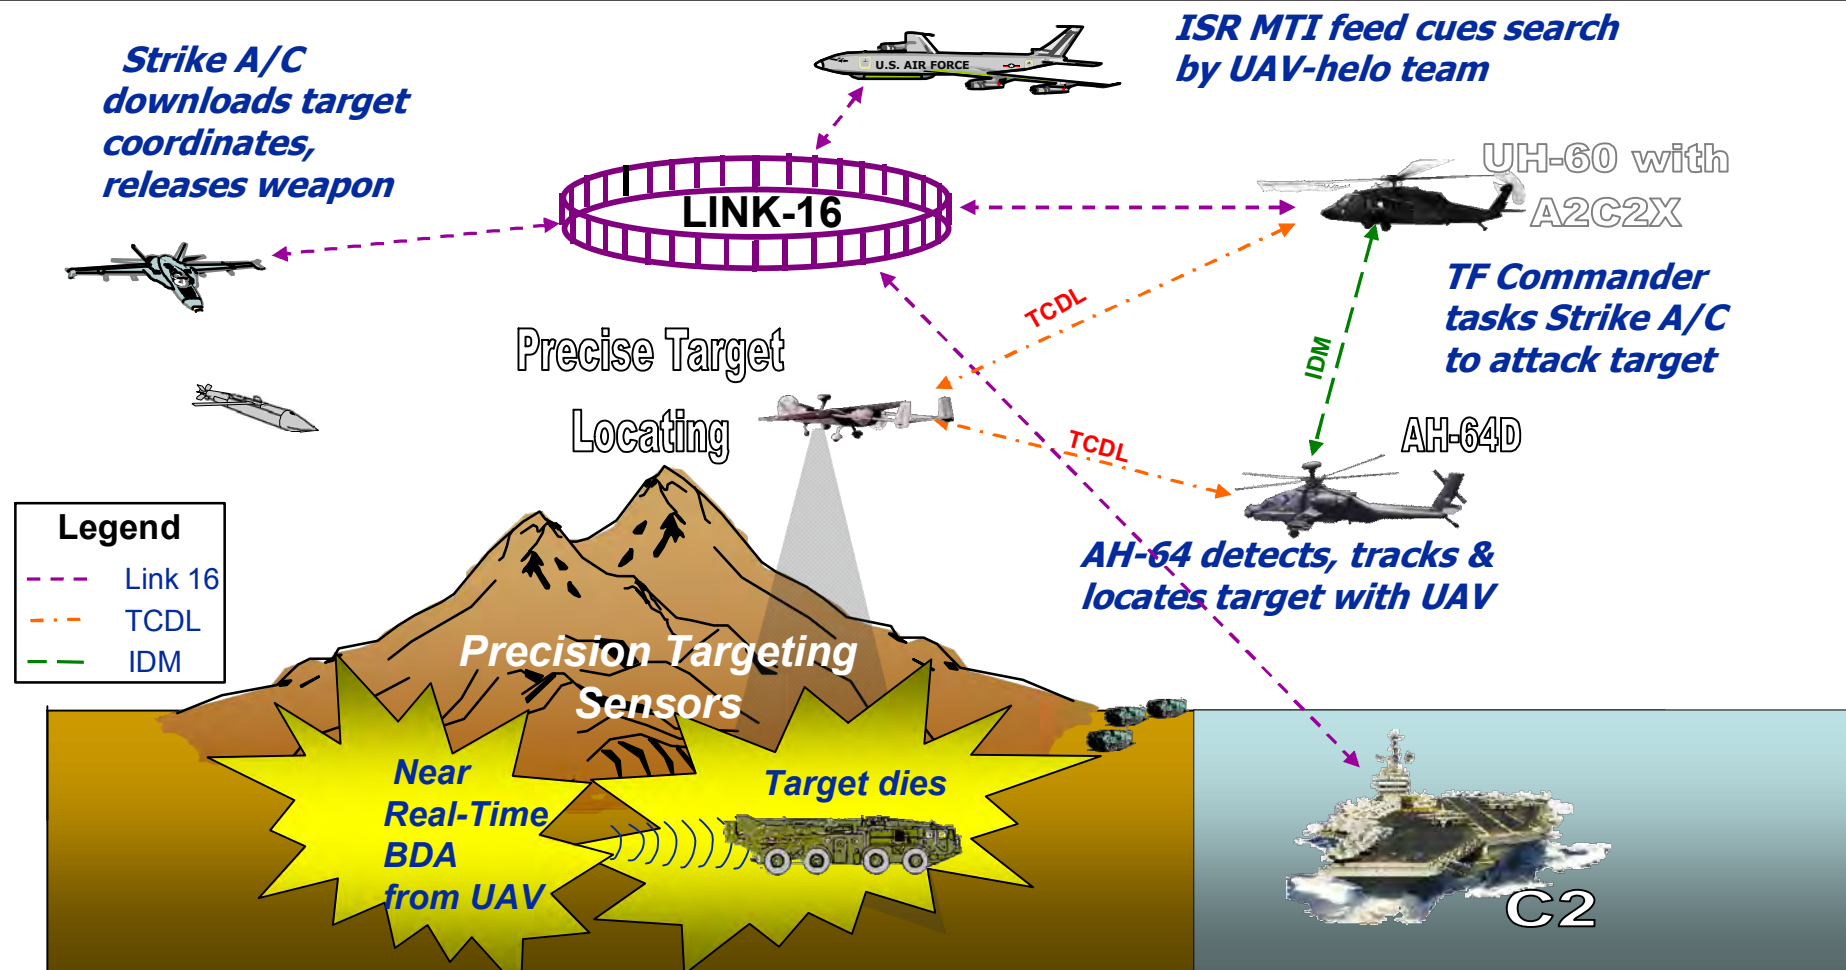 Strike A/C
downloads target
coordinates,
releases weapon
U.S. AIR FORCE
ISR MTI feed cues search
by UAV-helo team
LINK-16
UH-60 with
A2C2X
TCDL
IDM
TF Commander
tasks Strike A/C
to attack target
Precise Target
Locating
TCDL
AH-64D
AH-64 detects, tracks &
locates target with UAV
Legend
Link 16
TCDL
IDM
Precision Targeting
Sensors
Near
Real-Time
BDA
from UAV
Target dies
C2